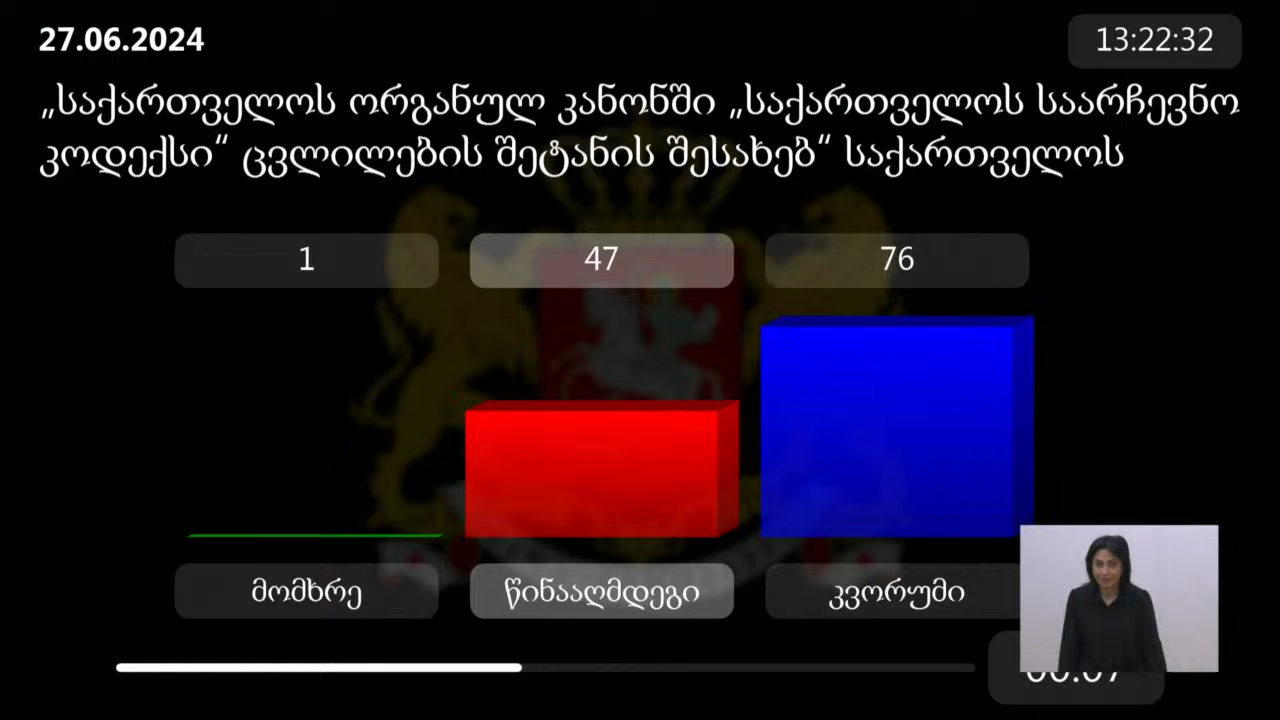 27.06.2024
13:22:32
„საქართველოს ორგანულ კანონში „საქართველოს საარჩევნო
კოდექსი“ ცვლილების შეტანის შესახებ“ საქართველოს
1
47
76
მომხრე
წინააღმდეგი
კვორუმი